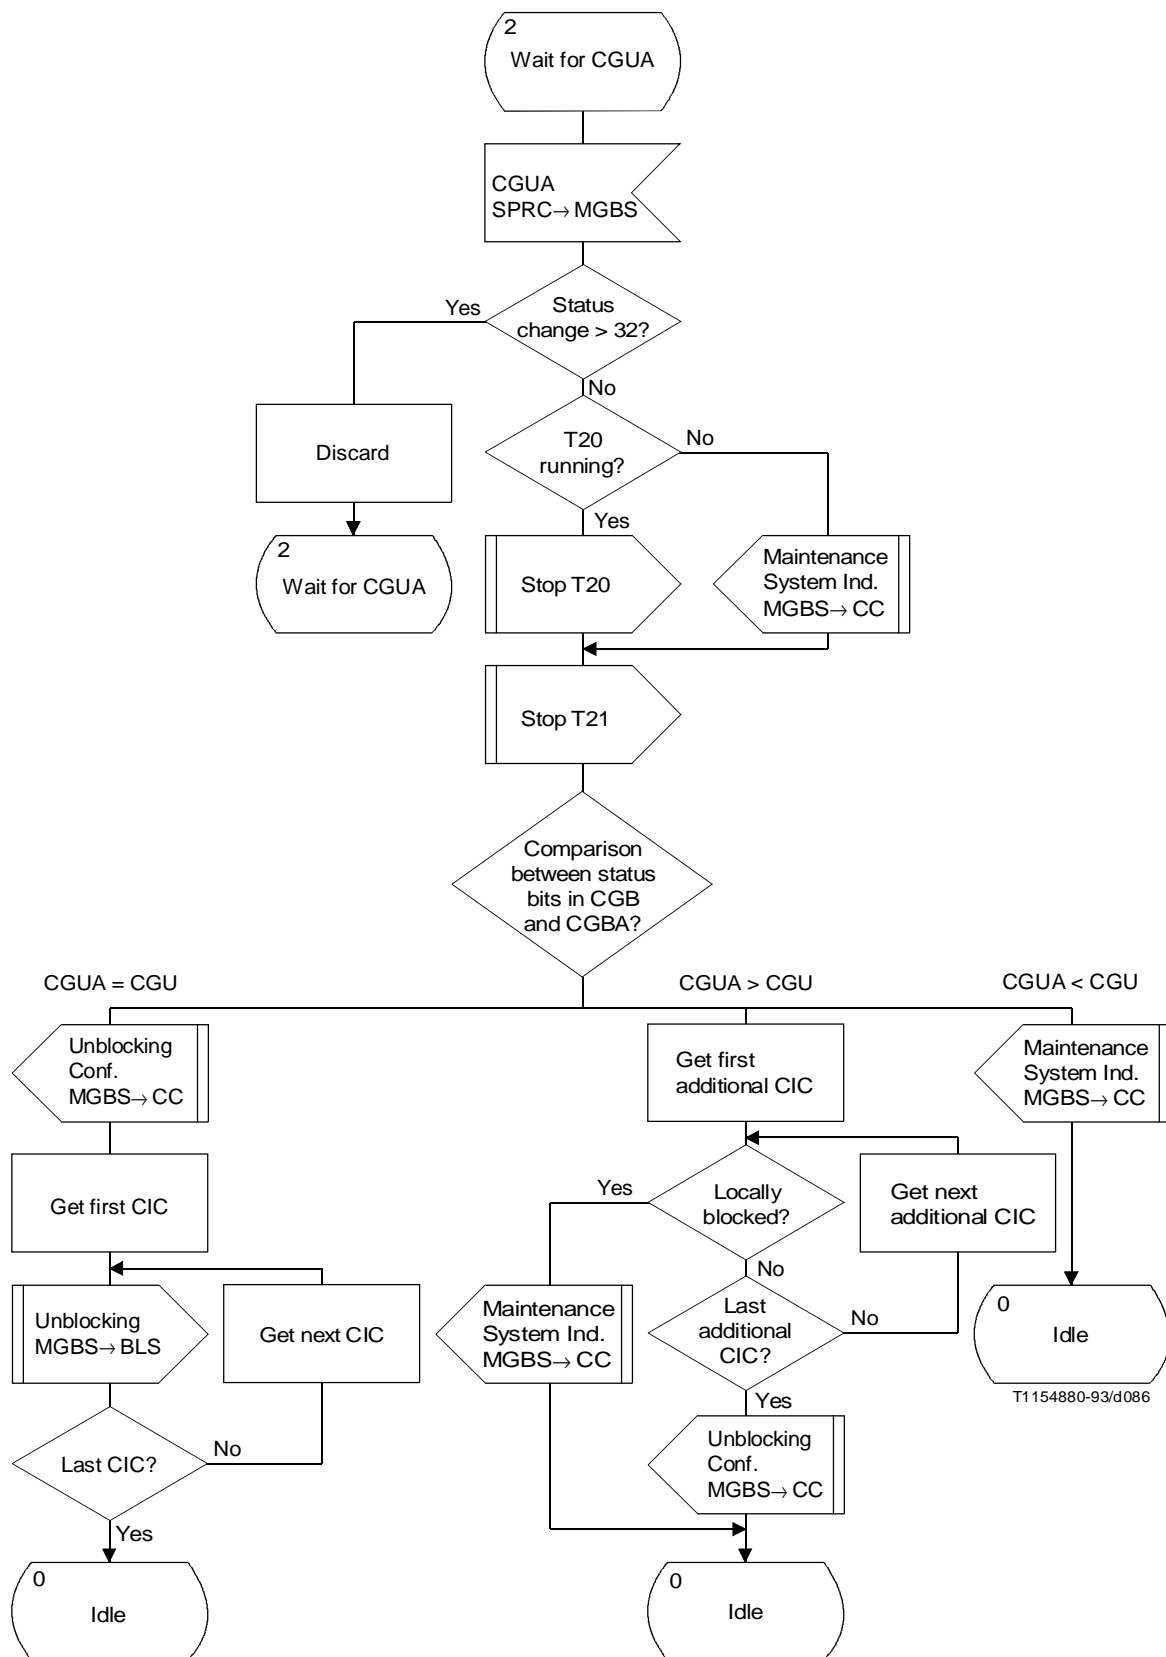 2
Wait for CGUA
CGUA
SPRC→MGBS
Status
change > 32?
Yes
No
Discard
T20
running?
No
Yes
2
Wait for CGUA
Stop T20
Maintenance
System Ind.
MGBS→CC
Stop T21
Comparison
between status
bits in CGB
and CGBA?
CGUA = CGU
CGUA > CGU
CGUA < CGU
Unblocking
Conf.
MGBS→CC
Get first
additional CIC
Maintenance
System Ind.
MGBS→CC
Get first CIC
Yes
Locally
blocked?
Get next
additional CIC
No
Unblocking
MGBS→BLS
Get next CIC
Maintenance
System Ind.
MGBS→CC
Last
additional
CIC?
No
0
Idle
T1154880-93/d086
Yes
Last CIC?
No
Unblocking
Conf.
MGBS→CC
Yes
0
Idle
0
Idle